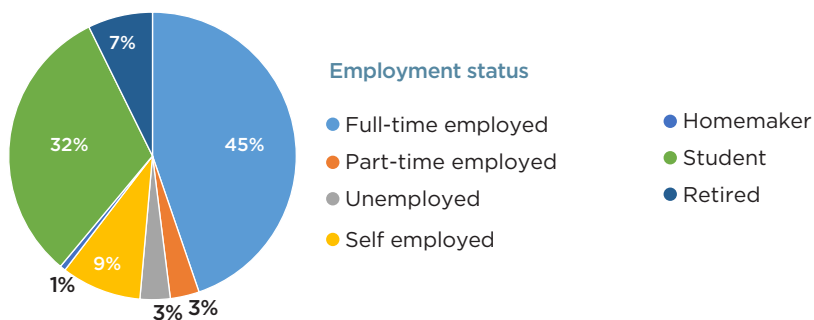 7%
32%
45%
9%
1%
3%
3%
Employment status
Full-time employed
Part-time employed
Unemployed
Self employed
Homemaker
Student
Retired